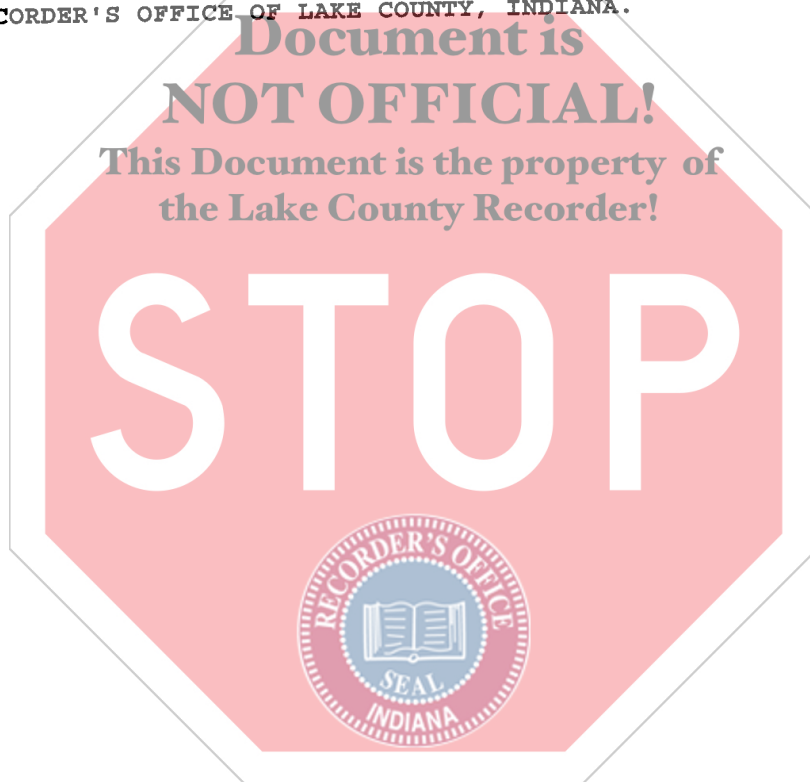 CORDER'S OFFICE OF LAKE COUNTY, INDIANA.
Document is
NOT OFFICIAL!
This Document is the property of
the Lake County Recorder!
STOP
RECORDER'S OFFICE
SEAL
INDIANA